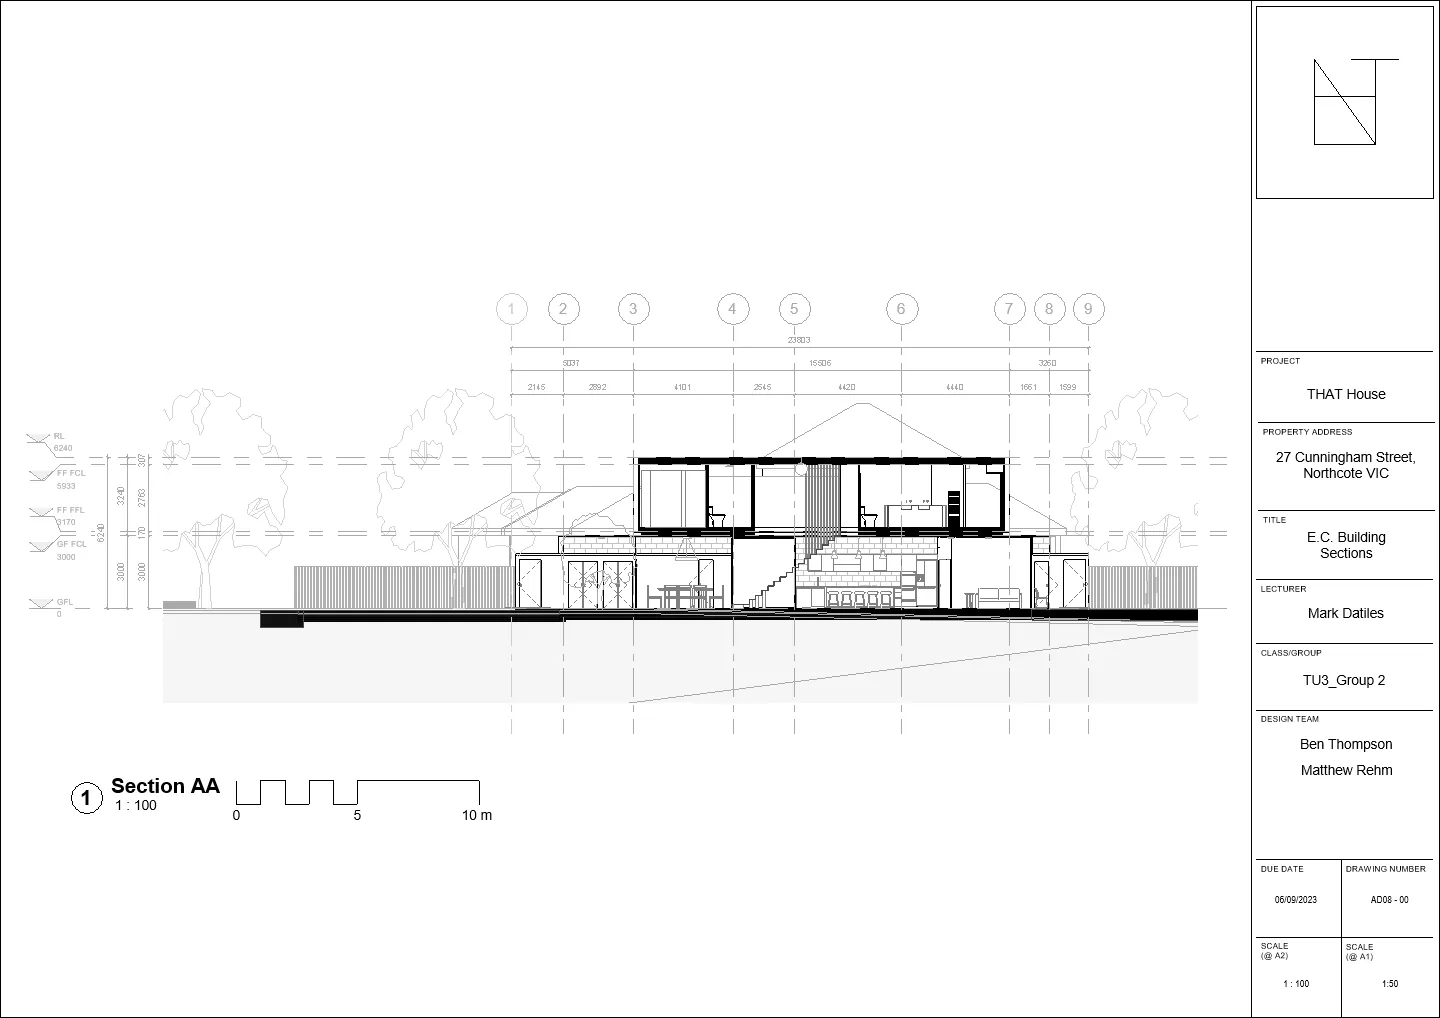 1 2 3 4 5 6 7 8 9
23803
5037 15506 3260
2145 2892 4101 2545 4420 4440 1661 1599
RL
6240
FF FCL
5933
FF FFL
3170
GF FCL
3000
GFL
0
307
3240
2763
6240
170
3000
3000
1
Section AA
1 : 100
0 5 10 m
PROJECT
THAT House
PROPERTY ADDRESS
27 Cunningham Street,
Northcote VIC
TITLE
E.C. Building
Sections
LECTURER
Mark Datiles
CLASS/GROUP
TU3_Group 2
DESIGN TEAM
Ben Thompson
Matthew Rehm
DUE DATE
06/09/2023
DRAWING NUMBER
AD08 - 00
SCALE
(@ A2)
1 : 100
SCALE
(@ A1)
1:50